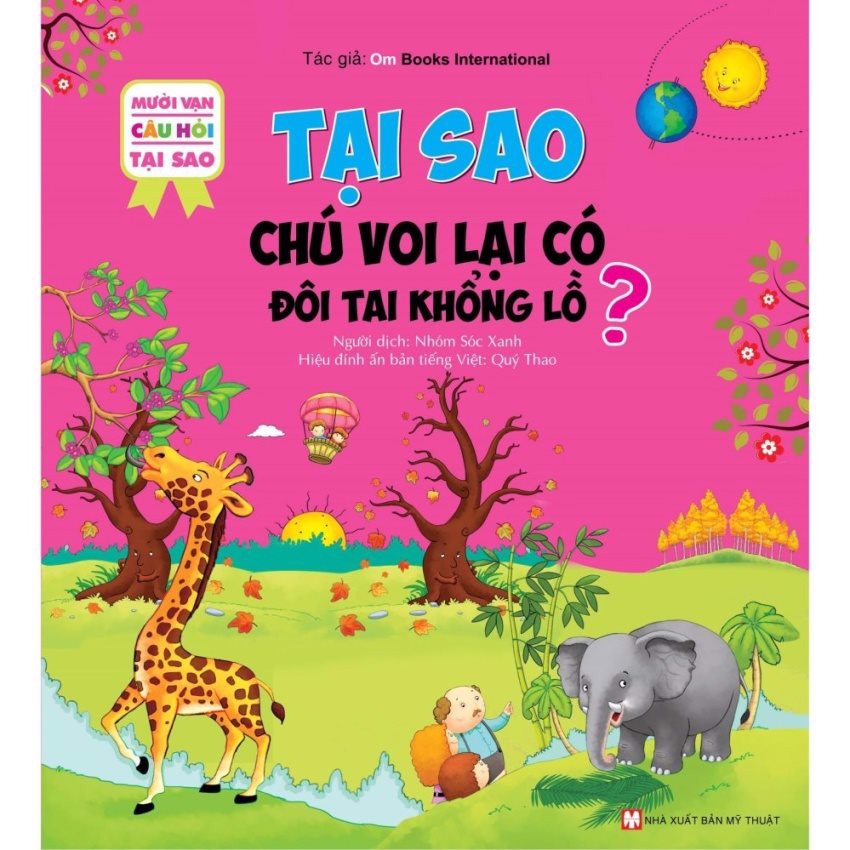 Tác giả: Om Books International
MƯỜI VẠN
CÂU HỎI
TẠI SAO
TẠI SAO
CHÚ VOI LẠI CÓ
ĐÔI TAI KHỔNG LỒ?
Người dịch: Nhóm Sóc Xanh
Hiệu đính ấn bản tiếng Việt: Quý Thao
NHÀ XUẤT BẢN MỸ THUẬT